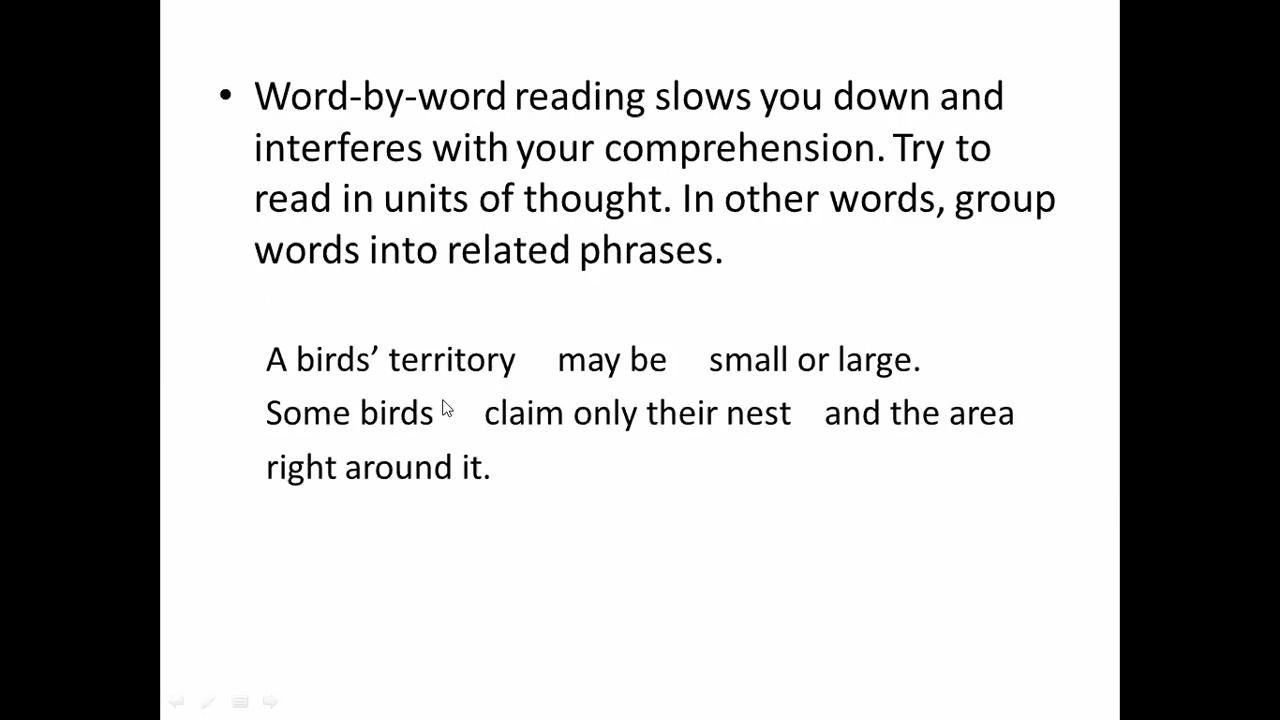 • Word-by-word reading slows you down and
interferes with your comprehension. Try to
read in units of thought. In other words, group
words into related phrases.
A birds’ territory may be small or large.
Some birds claim only their nest and the area
right around it.